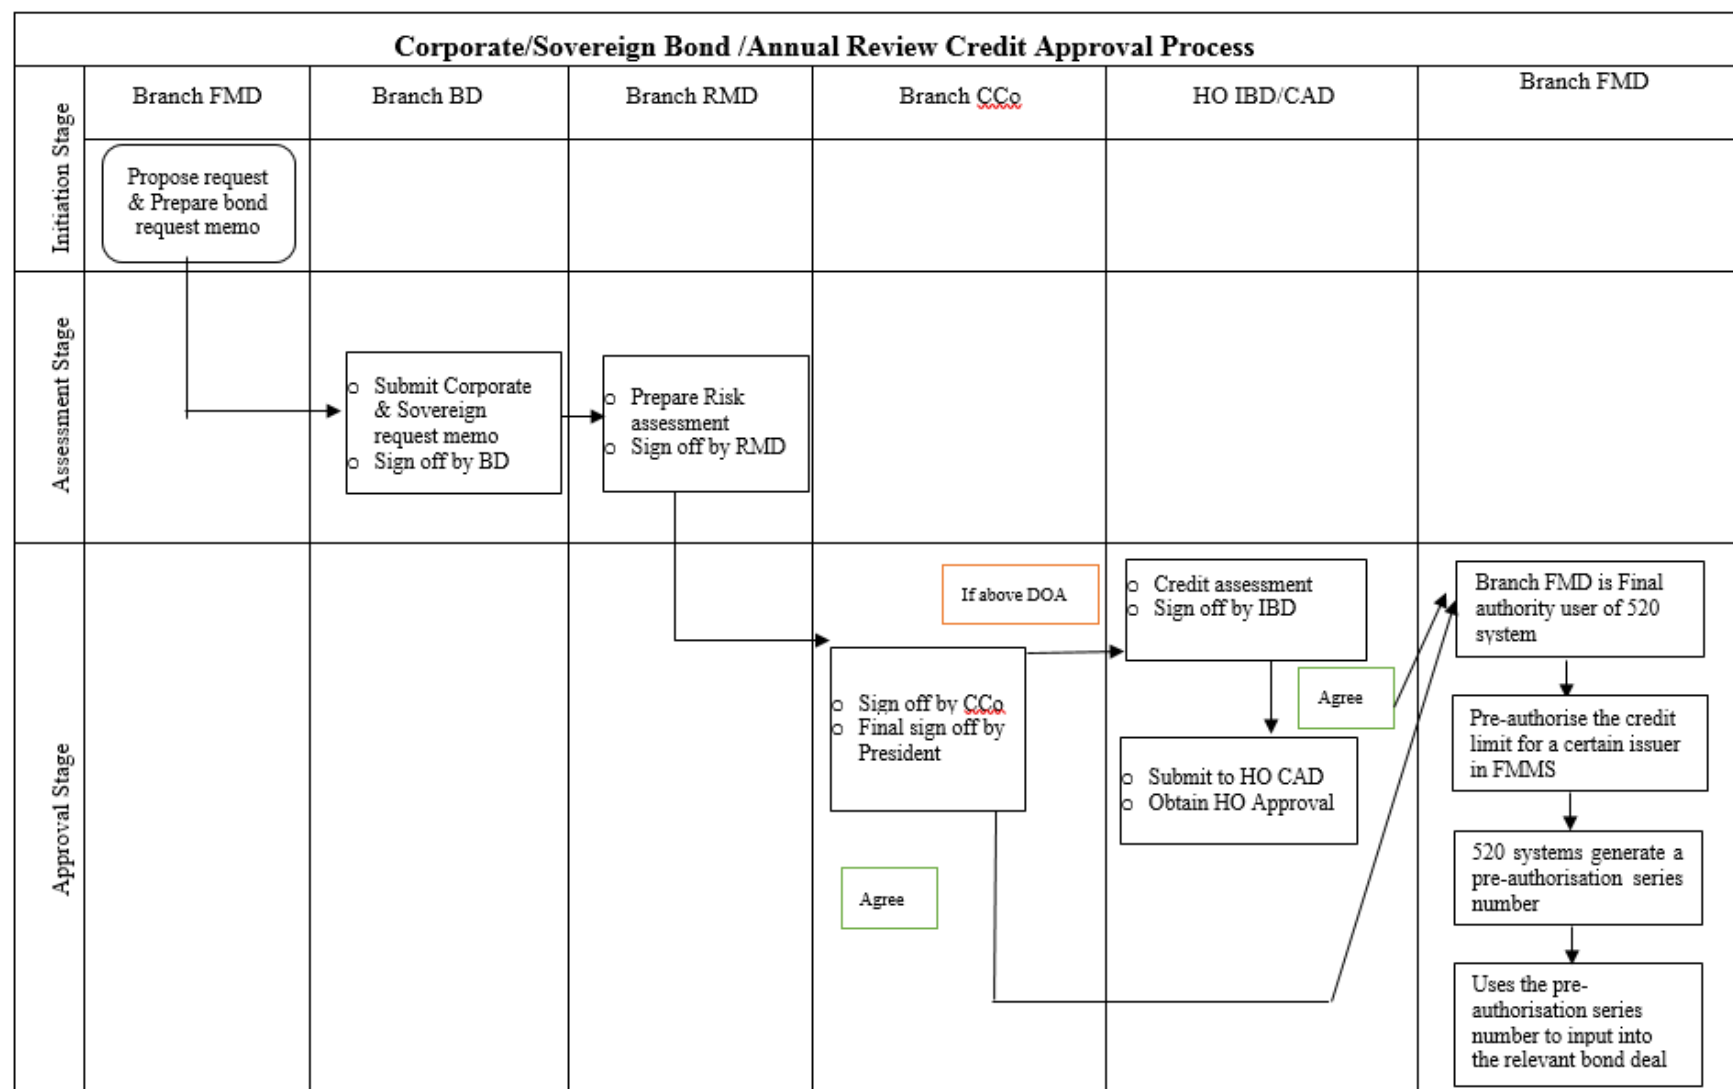 Corporate/Sovereign Bond /Annual Review Credit Approval Process
Branch FMD
Branch BD
Branch RMD
Branch CCo
HO IBD/CAD
Branch FMD
Initiation Stage
Propose request
& Prepare bond
request memo
Assessment Stage
o Submit Corporate
& Sovereign
request memo
o Sign off by BD
o Prepare Risk
assessment
o Sign off by RMD
Approval Stage
If above DOA
o Sign off by CCo
o Final sign off by
President
Agree
o Credit assessment
o Sign off by IBD
Agree
o Submit to HO CAD
o Obtain HO Approval
Branch FMD is Final
authority user of 520
system
Pre-authorise the credit
limit for a certain issuer
in FMMS
520 systems generate a
pre-authorisation series
number
Uses the pre-
authorisation series
number to input into
the relevant bond deal